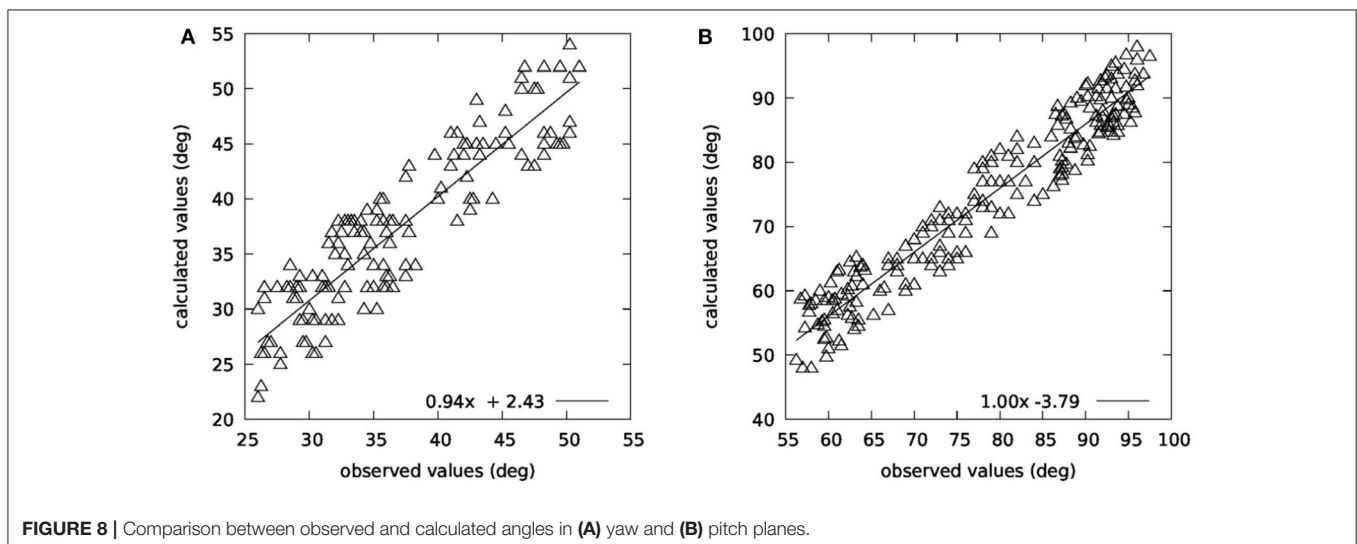 A
55
50
45
40
35
30
25
20
25 30 35 40 45 50 55
calculated values (deg)
observed values (deg)
0.94x + 2.43
B
100
90
80
70
60
50
40
55 60 65 70 75 80 85 90 95 100
calculated values (deg)
observed values (deg)
1.00x -3.79
FIGURE 8 | Comparison between observed and calculated angles in (A) yaw and (B) pitch planes.